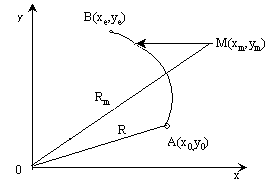 y
B(xₑ,yₑ)
M(xₘ,yₘ)
Rₘ
R
A(x₀,y₀)
0
x